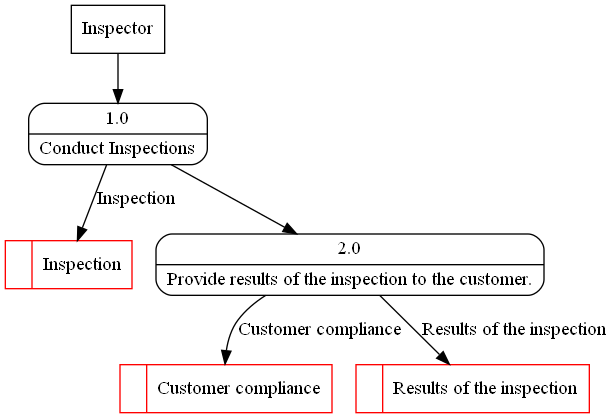 Inspector
1.0
Conduct Inspections
Inspection
Inspection
2.0
Provide results of the inspection to the customer.
Customer compliance
Results of the inspection
Customer compliance
Results of the inspection